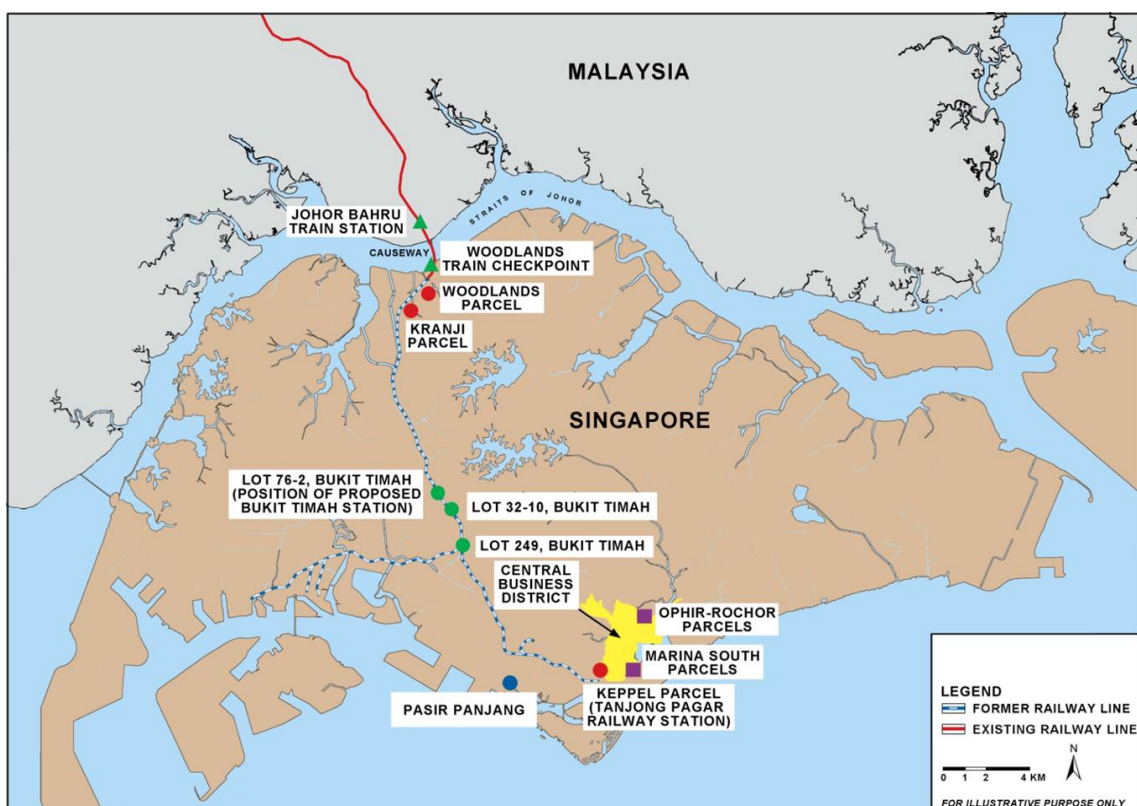 MALAYSIA
STRAITS OF JOHOR
JOHOR BAHRU
TRAIN STATION
CAUSEWAY
WOODLANDS
TRAIN CHECKPOINT
WOODLANDS
PARCEL
KRANJI
PARCEL
SINGAPORE
LOT 76-2, BUKIT TIMAH
(POSITION OF PROPOSED
BUKIT TIMAH STATION)
LOT 32-10, BUKIT TIMAH
LOT 249, BUKIT TIMAH
CENTRAL
BUSINESS
DISTRICT
OPHIR-ROCHOR
PARCELS
MARINA SOUTH
PARCELS
KEPPEL PARCEL
(TANJONG PAGAR
RAILWAY STATION)
PASIR PANJANG
LEGEND
FORMER RAILWAY LINE
EXISTING RAILWAY LINE
N
0 1 2 4 KM
FOR ILLUSTRATIVE PURPOSE ONLY